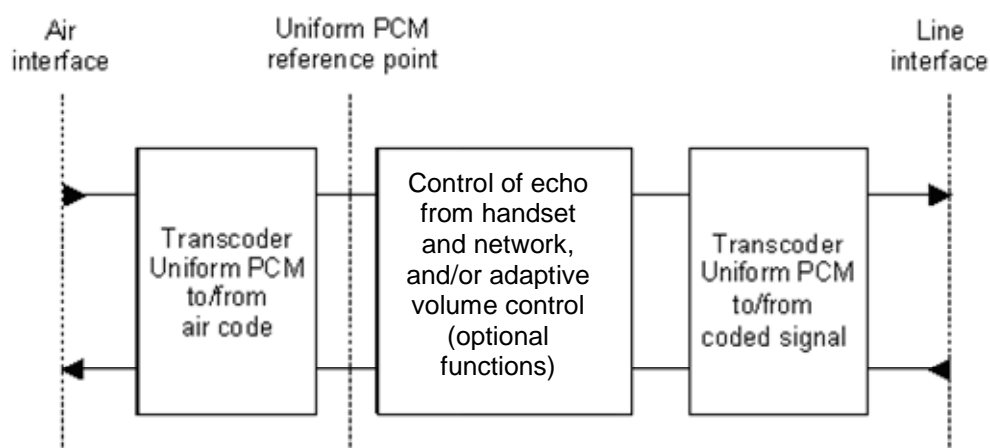 Air
interface
Uniform PCM
reference point
Line
interface
Transcoder
Uniform PCM
to/from
air code
Control of echo
from handset
and network,
and/or adaptive
volume control
(optional
functions)
Transcoder
Uniform PCM
to/from
coded signal